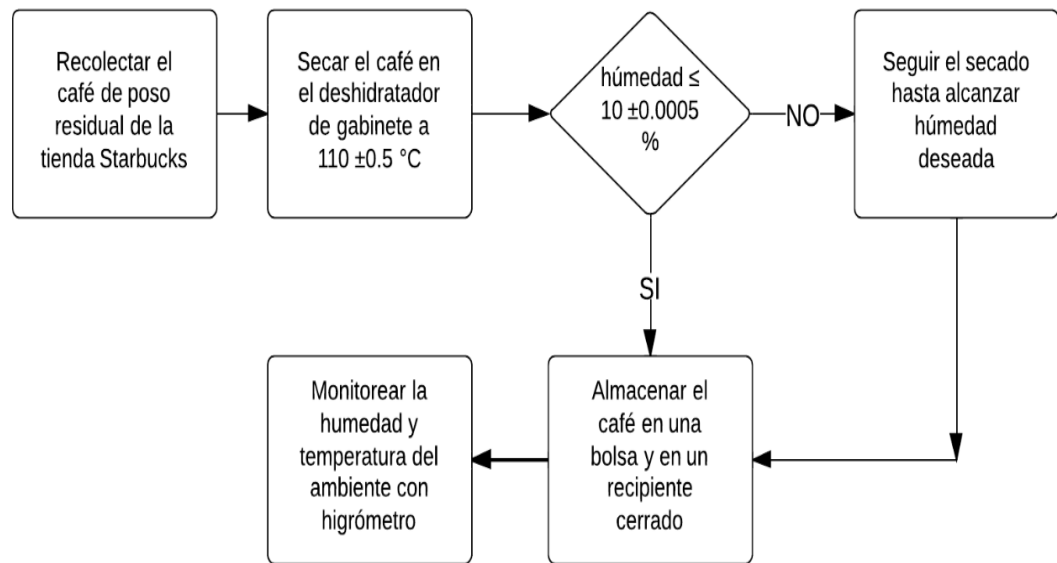 Recolectar el
café de poso
residual de la
tienda Starbucks
Secar el café en
el deshidratador
de gabinete a
110 ±0.5 °C
húmedad ≤
10 ±0.0005
%
NO
Seguir el secado
hasta alcanzar
húmedad
deseada
SI
Monitorear la
humedad y
temperatura del
ambiente con
higrómetro
Almacenar el
café en una
bolsa y en un
recipiente
cerrado